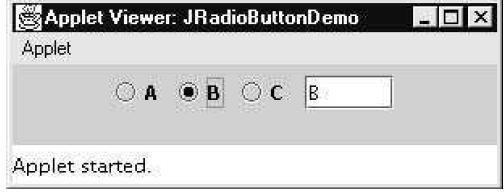 Applet Viewer: JRadioButtonDemo
Applet
A B C B
Applet started.